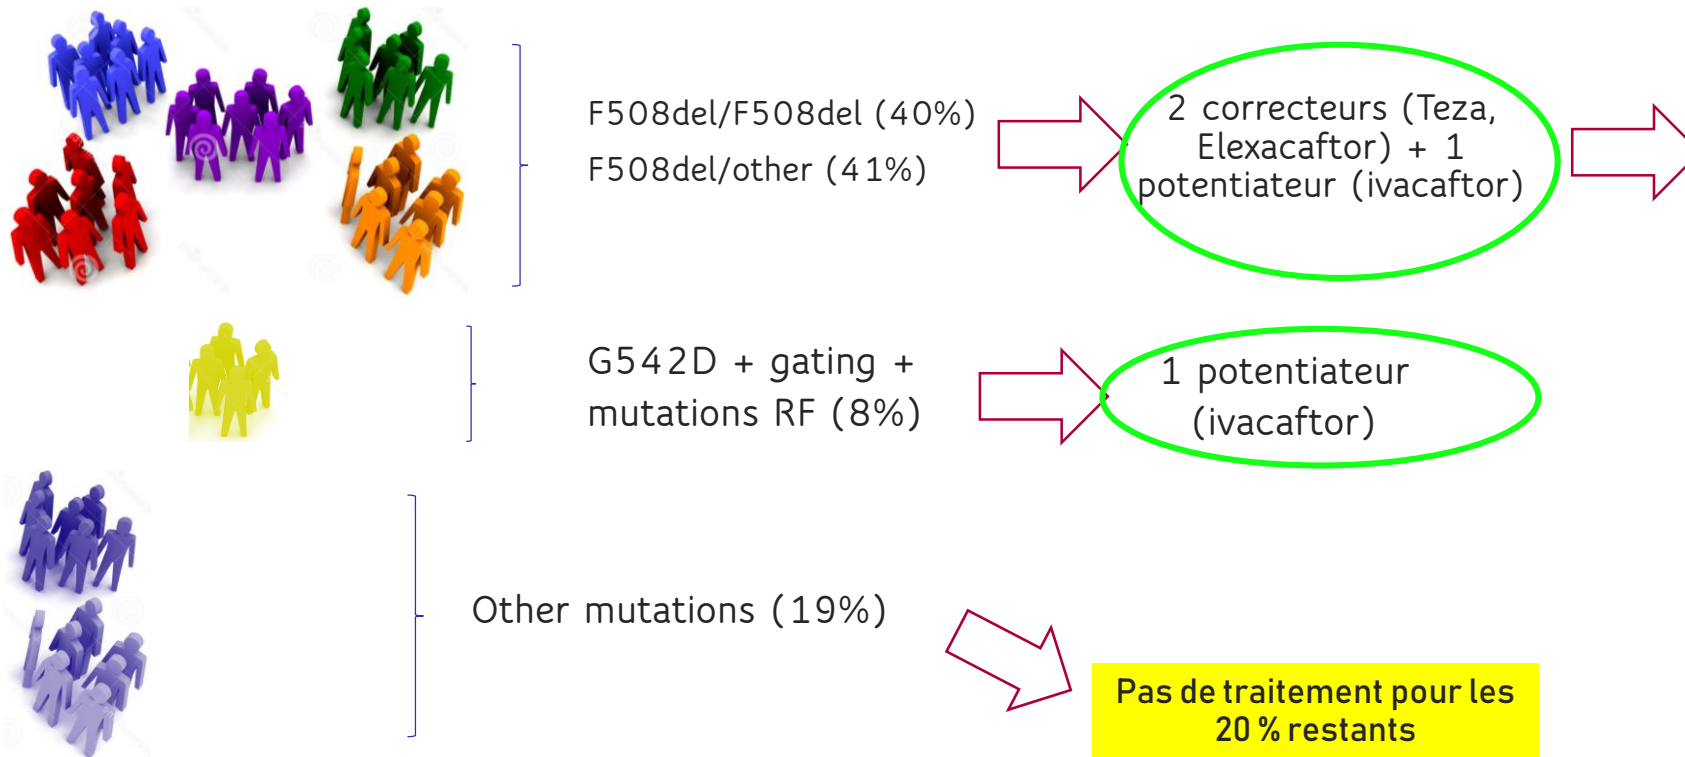 F508del/F508del (40%)
F508del/other (41%)
2 correcteurs (Teza,
Elexacaftor) + 1
potentiateur (ivacaftor)
G542D + gating +
mutations RF (8%)
1 potentiateur
(ivacaftor)
Other mutations (19%)
Pas de traitement pour les
20 % restants